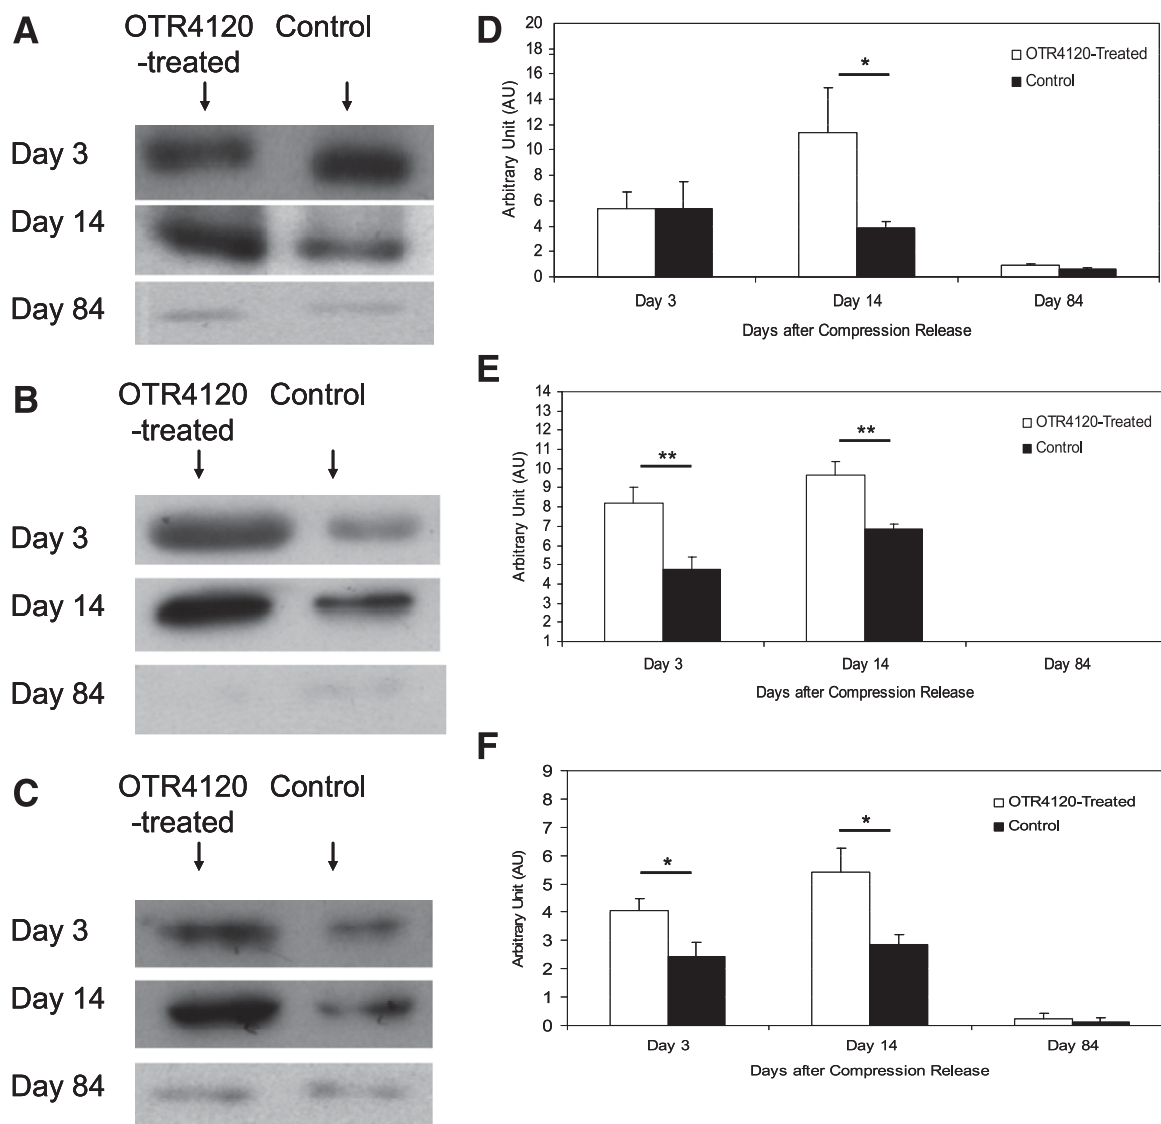 A
OTR4120 Control
-treated
Day 3
Day 14
Day 84
B
OTR4120 Control
-treated
Day 3
Day 14
Day 84
C
OTR4120 Control
-treated
Day 3
Day 14
Day 84
D
20
18
16
14
12
10
8
6
4
2
0
Arbitrary Unit (AU)
OTR4120-Treated
Control
*
Day 3 Day 14 Day 84
Days after Compression Release
E
14
13
12
11
10
9
8
7
6
5
4
3
2
1
Arbitrary Unit (AU)
OTR4120-Treated
Control
**
**
Day 3 Day 14 Day 84
Days after Compression Release
F
9
8
7
6
5
4
3
2
1
0
Arbitrary Unit (AU)
OTR4120-Treated
Control
*
*
Day 3 Day 14 Day 84
Days after Compression Release